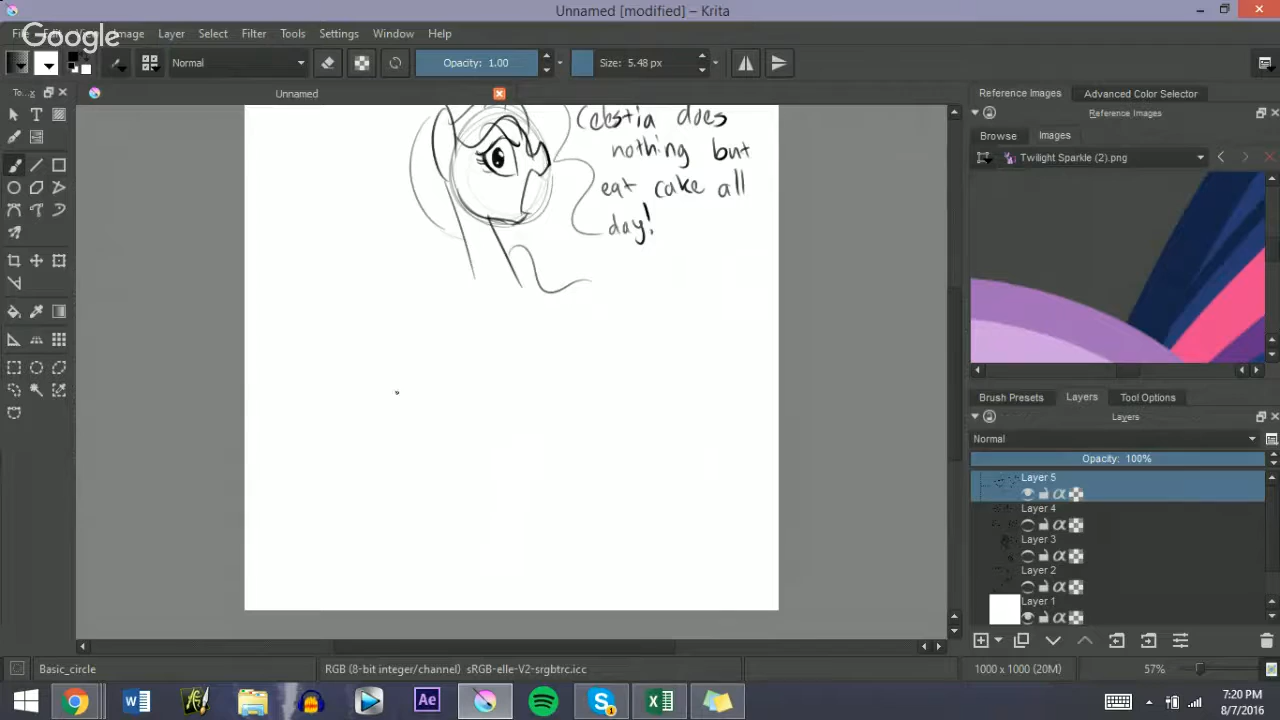 Unnamed [modified] – Krita
Google
File Image Layer Select Filter Tools Settings Window Help
Normal
Opacity: 1.00
Size: 5.48 px
To...x
Unnamed
Reference Images
Advanced Color Selector
Reference Images
Browse
Images
Twilight Sparkle (2).png
Celestia does
nothing but
eat cake all
day!
Brush Presets
Layers
Tool Options
Layers
Normal
Opacity: 100%
Layer 5
Layer 4
Layer 3
Layer 2
Layer 1
Basic_circle
RGB (8-bit integer/channel) sRGB-elle-V2-srgbtrc.icc
1000 x 1000 (20M)
57%
7:20 PM
8/7/2016